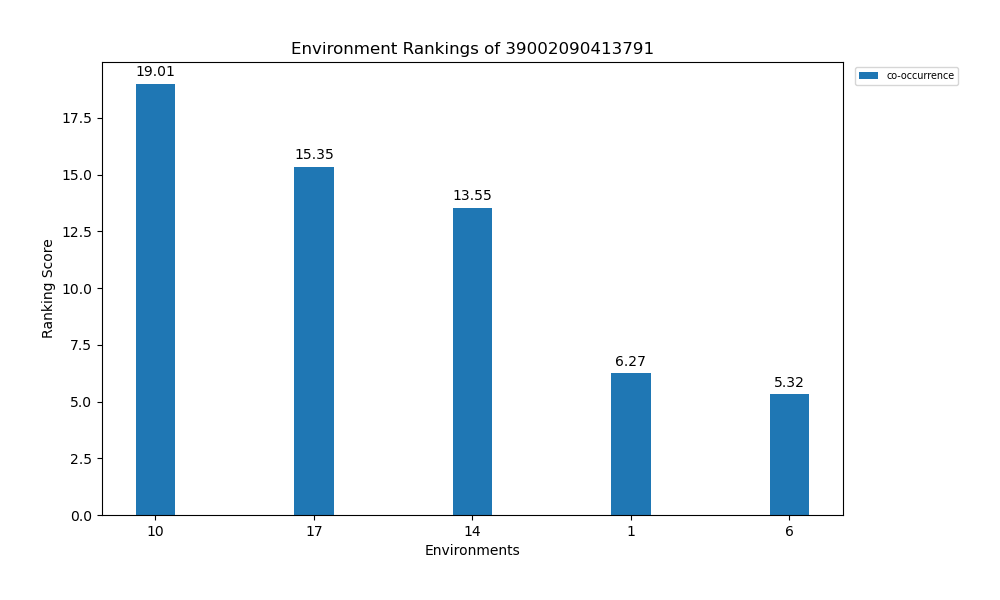 Environment Rankings of 39002090413791
co-occurrence
19.01
15.35
13.55
6.27
5.32
Ranking Score
17.5
15.0
12.5
10.0
7.5
5.0
2.5
0.0
10 17 14 1 6
Environments